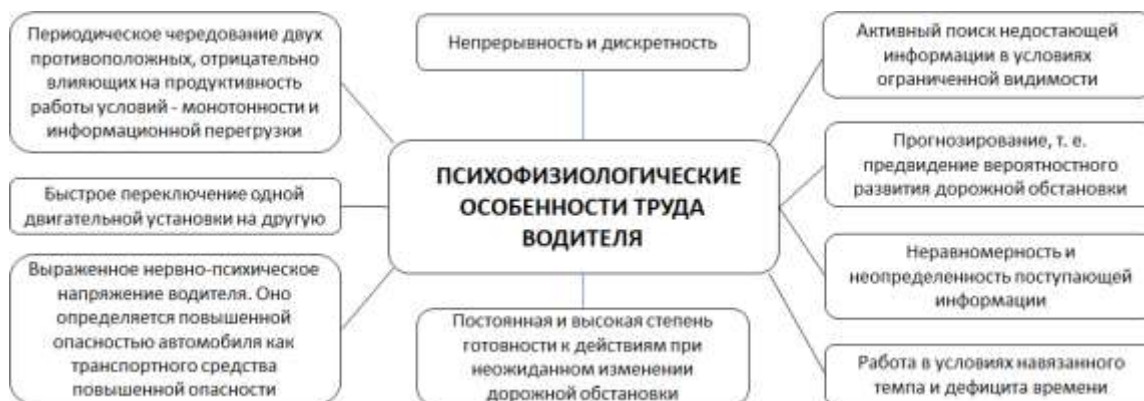 Периодическое чередование двух
противоположных, отрицательно
влияющих на продуктивность
работы условий - монотонности и
информационной перегрузки
Непрерывность и дискретность
Активный поиск недостающей
информации в условиях
ограниченной видимости
Быстрое переключение одной
двигательной установки на другую
ПСИХОФИЗИОЛОГИЧЕСКИЕ
ОСОБЕННОСТИ ТРУДА
ВОДИТЕЛЯ
Прогнозирование, т. е.
предвидение вероятностного
развития дорожной обстановки
Выраженное нервно-психическое
напряжение водителя. Оно
определяется повышенной
опасностью автомобиля как
транспортного средства
повышенной опасности
Постоянная и высокая степень
готовности к действиям при
неожиданном изменении
дорожной обстановки
Неравномерность и
неопределенность поступающей
информации
Работа в условиях навязанного
темпа и дефицита времени